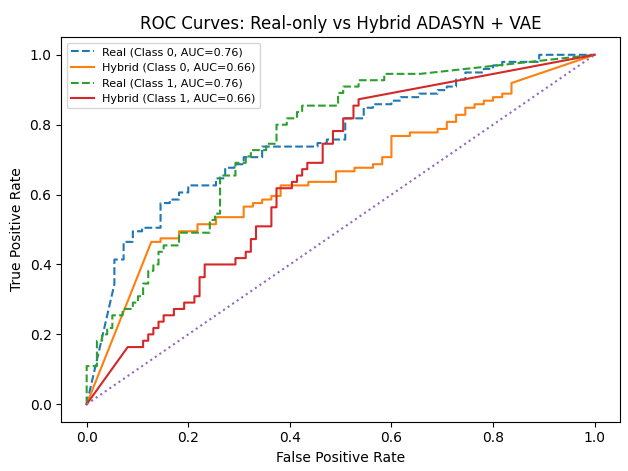 ROC Curves: Real-only vs Hybrid ADASYN + VAE
Real (Class 0, AUC=0.76)
Hybrid (Class 0, AUC=0.66)
Real (Class 1, AUC=0.76)
Hybrid (Class 1, AUC=0.66)
True Positive Rate
1.0
0.8
0.6
0.4
0.2
0.0
0.0 0.2 0.4 0.6 0.8 1.0
False Positive Rate